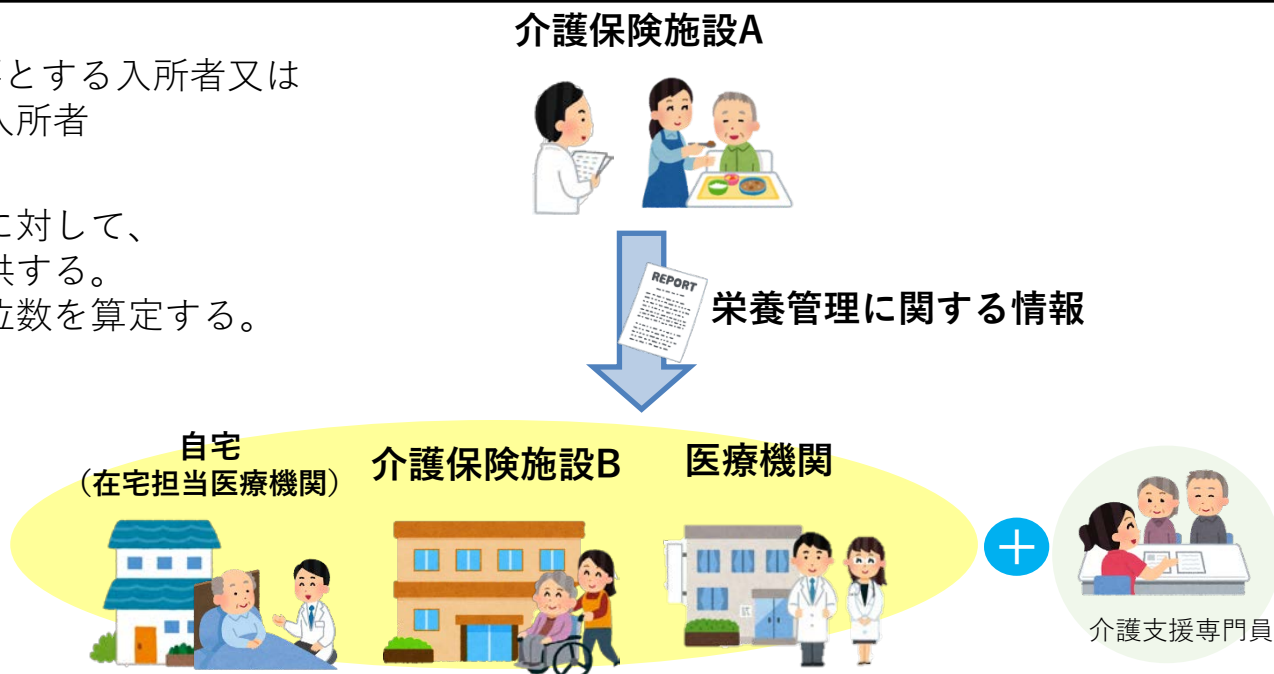 介護保険施設A
とする入所者又は
入所者
に対して、
供する。
位数を算定する。
REPORT
栄養管理に関する情報
自宅
（在宅担当医療機関）
介護保険施設B
医療機関
＋
介護支援専門員